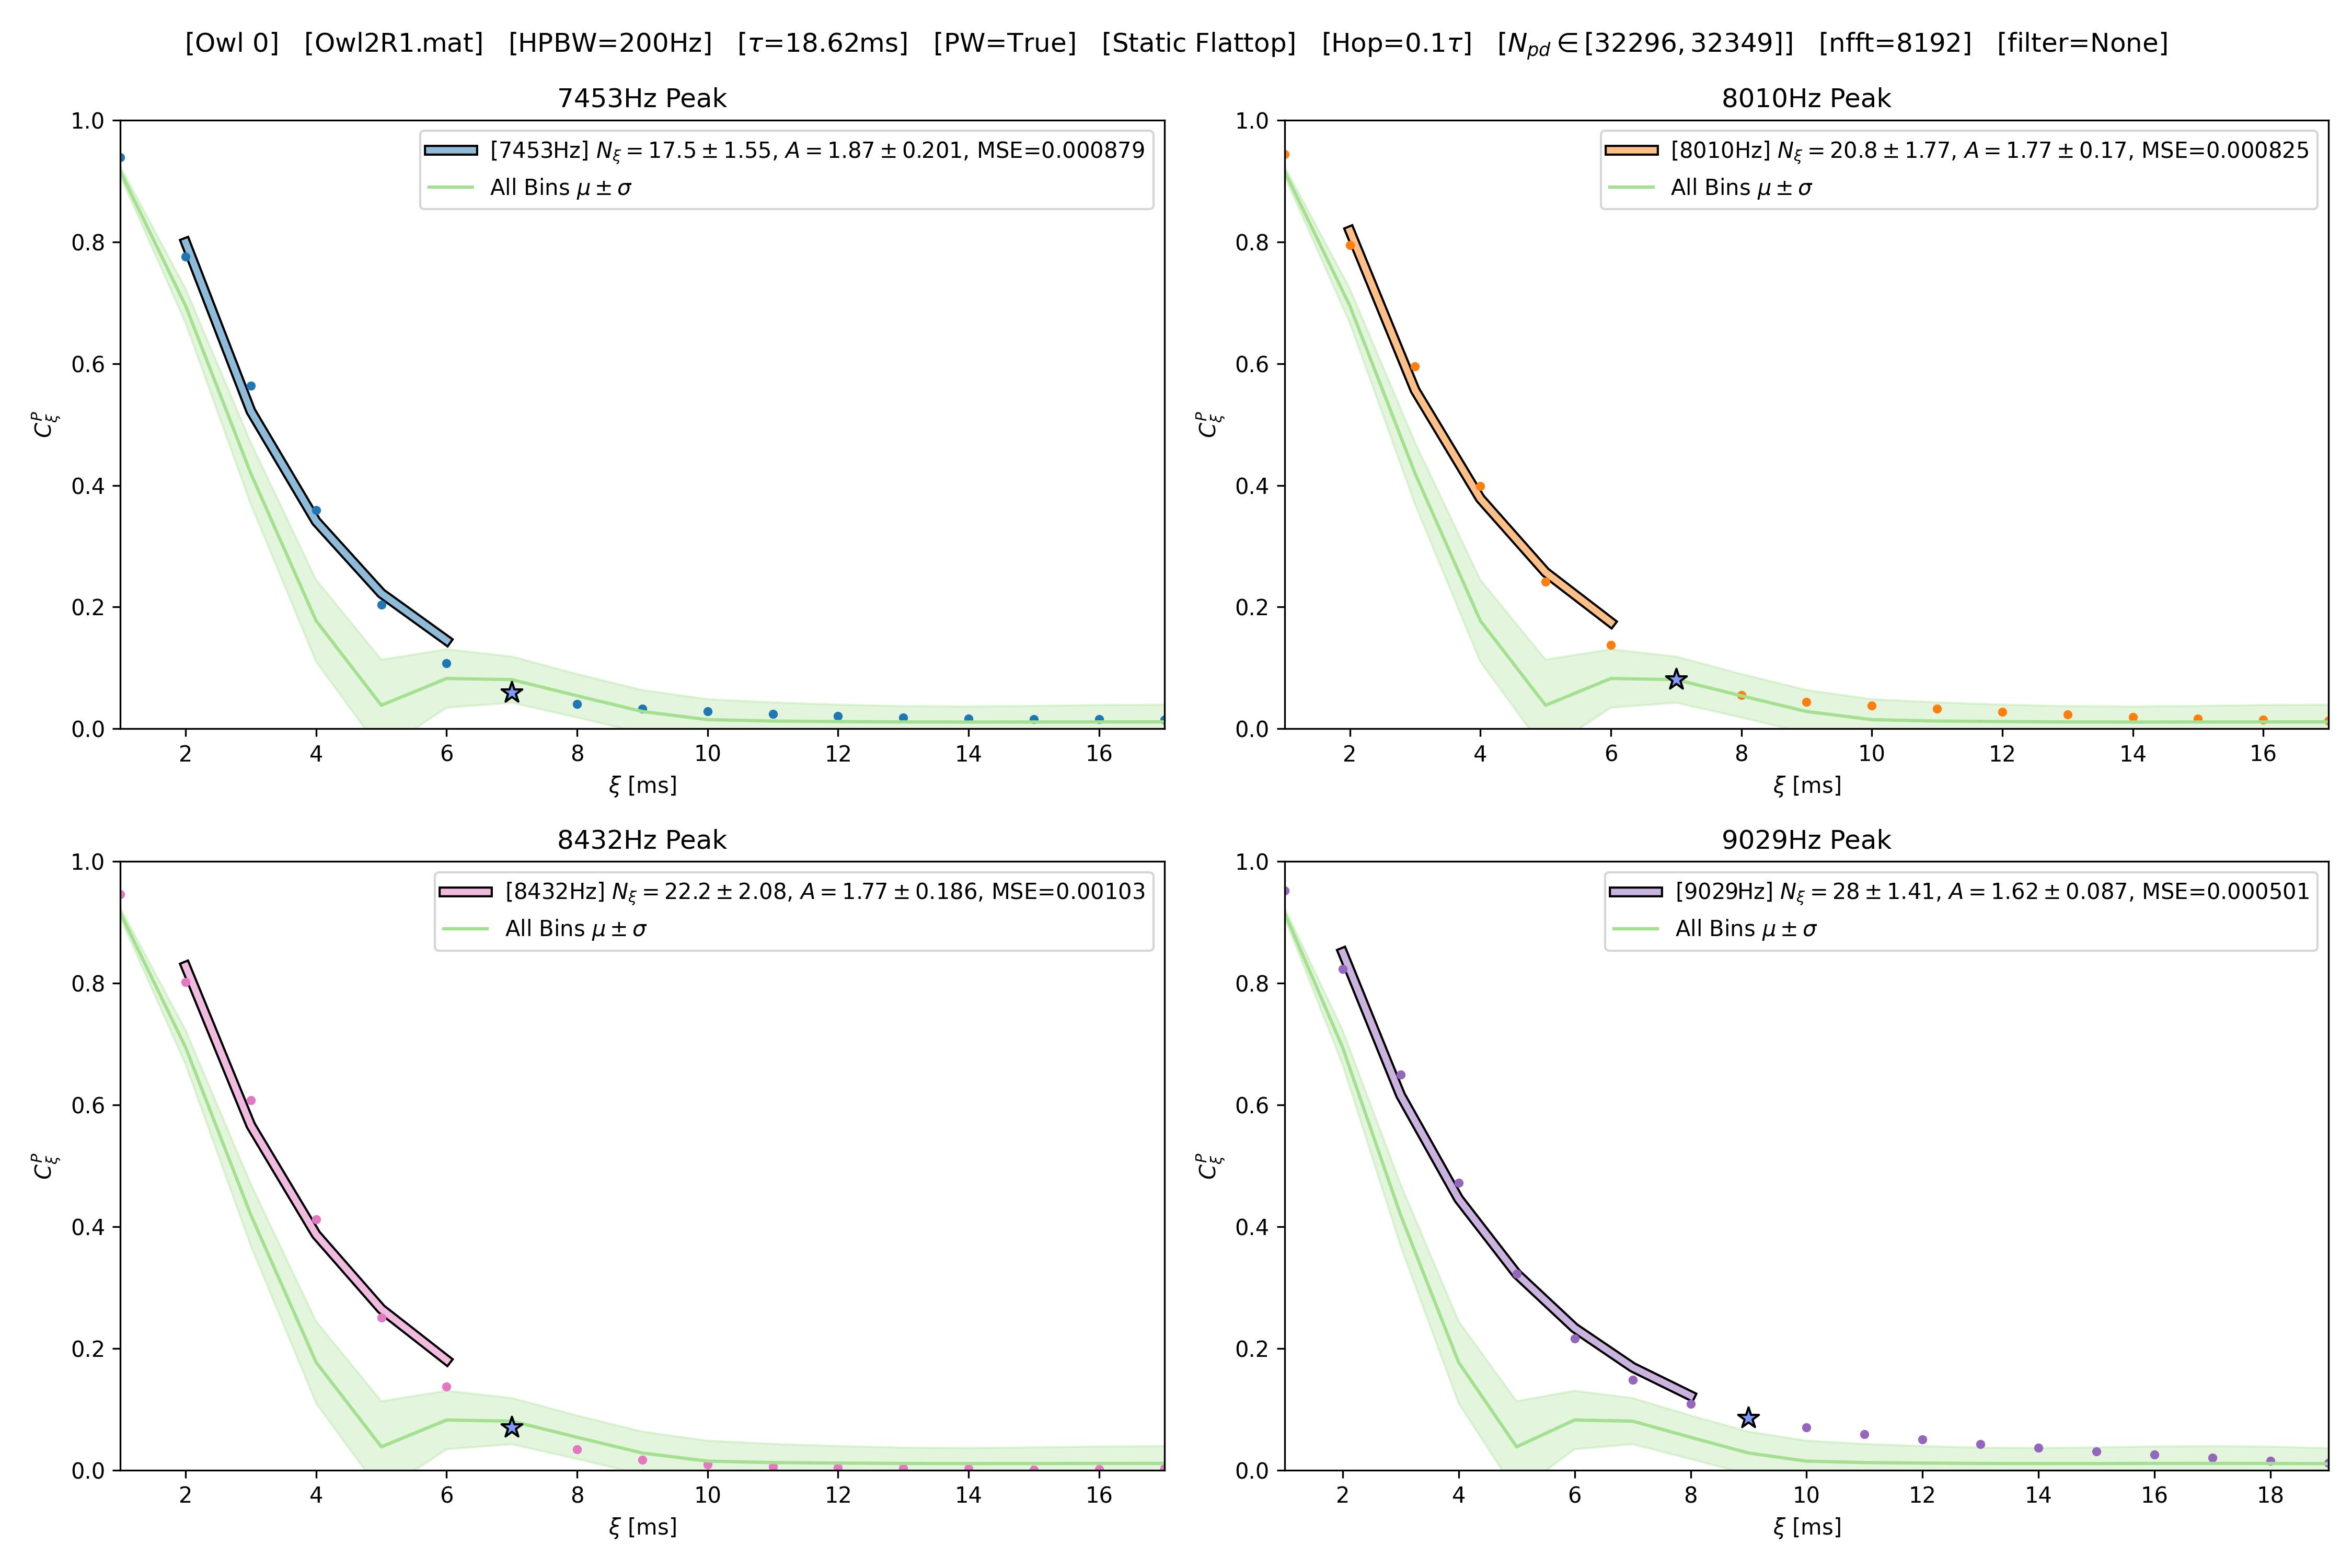 [Owl 0] [Owl2R1.mat] [HPBW=200Hz] [τ=18.62ms] [PW=True] [Static Flattop] [Hop=0.1τ] [N_pd ∈ [32296, 32349]] [nfft=8192] [filter=None]
7453Hz Peak
1.0
0.8
0.6
0.4
0.2
0.0
C_ξ^P
[7453Hz] N_ξ = 17.5 ± 1.55, A = 1.87 ± 0.201, MSE=0.000879
All Bins μ ± σ
2 4 6 8 10 12 14 16
ξ [ms]
8010Hz Peak
1.0
0.8
0.6
0.4
0.2
0.0
C_ξ^P
[8010Hz] N_ξ = 20.8 ± 1.77, A = 1.77 ± 0.17, MSE=0.000825
All Bins μ ± σ
2 4 6 8 10 12 14 16
ξ [ms]
8432Hz Peak
1.0
0.8
0.6
0.4
0.2
0.0
C_ξ^P
[8432Hz] N_ξ = 22.2 ± 2.08, A = 1.77 ± 0.186, MSE=0.00103
All Bins μ ± σ
2 4 6 8 10 12 14 16
ξ [ms]
9029Hz Peak
1.0
0.8
0.6
0.4
0.2
0.0
C_ξ^P
[9029Hz] N_ξ = 28 ± 1.41, A = 1.62 ± 0.087, MSE=0.000501
All Bins μ ± σ
2 4 6 8 10 12 14 16 18
ξ [ms]